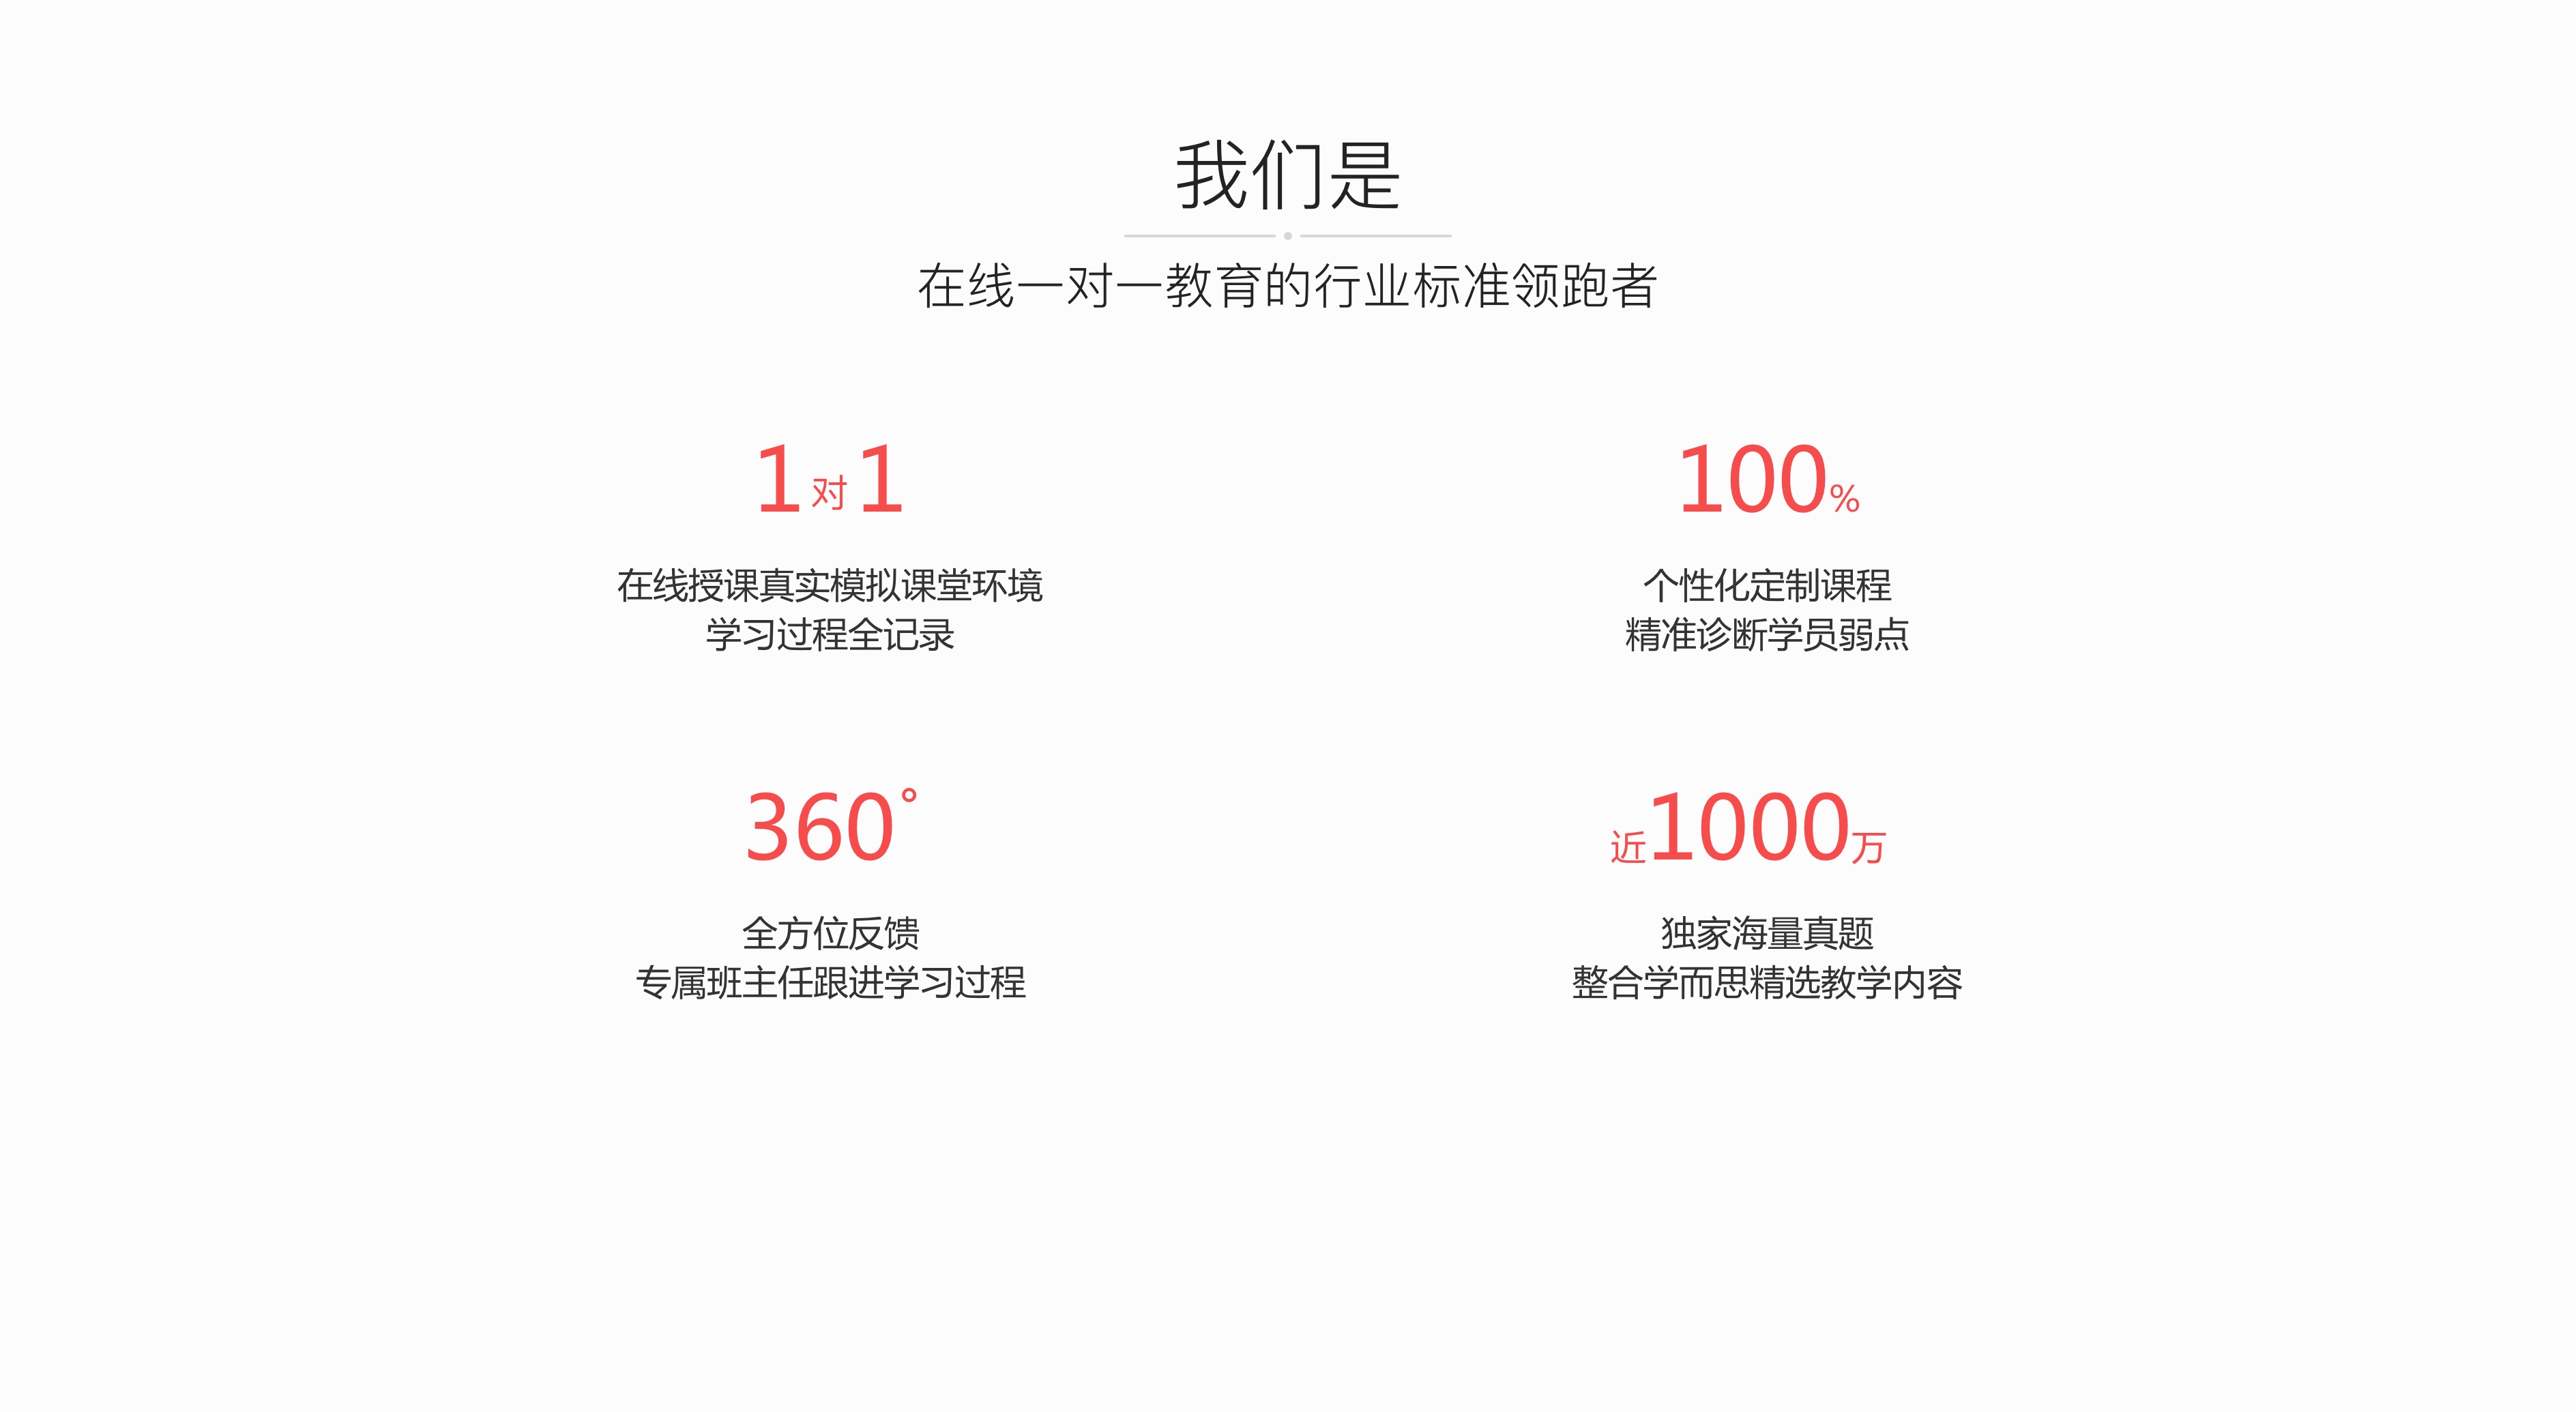 我们是
在线一对一教育的行业标准领跑者
1对1
在线授课真实模拟课堂环境
学习过程全记录
100%
个性化定制课程
精准诊断学员弱点
360°
全方位反馈
专属班主任跟进学习过程
近1000万
独家海量真题
整合学而思精选教学内容